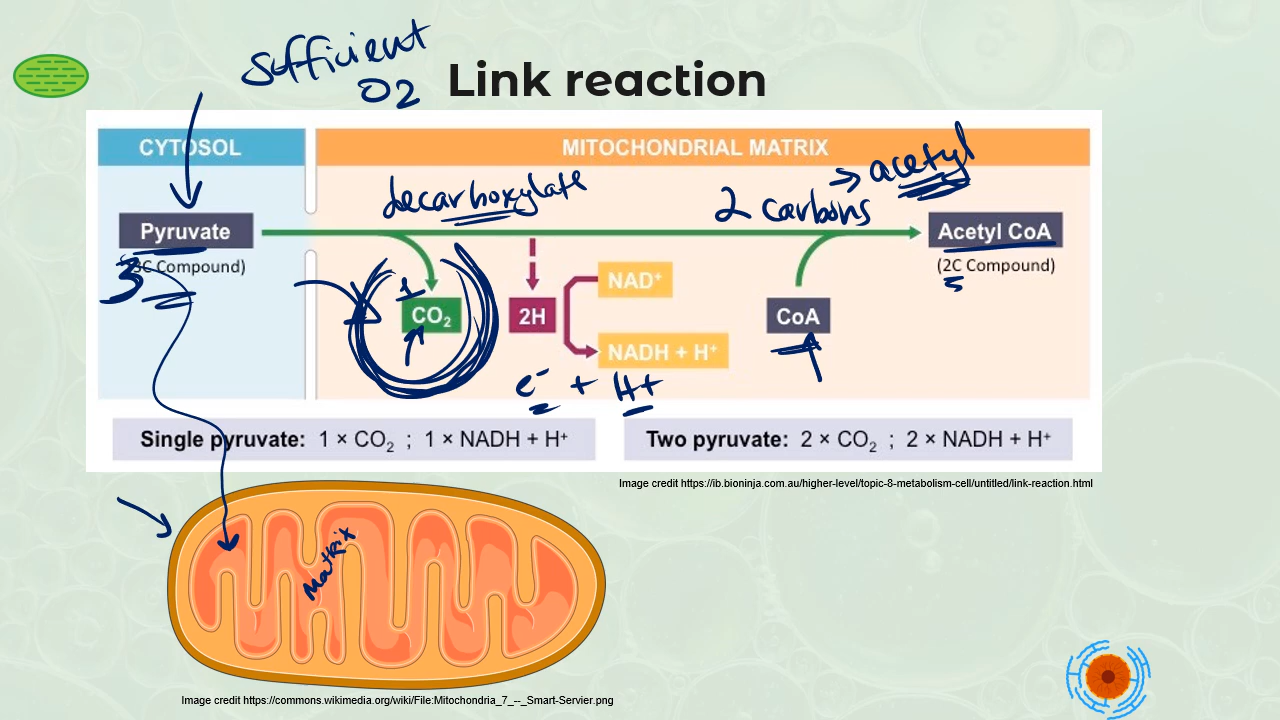 sufficient
O2
Link reaction
CYTOSOL
MITOCHONDRIAL MATRIX
decarboxylate
2 carbons → acetyl
Pyruvate
Acetyl CoA
3
3C Compound)
(2C Compound)
1
CO₂
2H
NAD⁺
NADH + H⁺
CoA
e⁻ + H+
Single pyruvate: 1 × CO₂ ; 1 × NADH + H⁺
Two pyruvate: 2 × CO₂ ; 2 × NADH + H⁺
Image credit https://ib.bioninja.com.au/higher-level/topic-8-metabolism-cell/untitled/link-reaction.html
Matrix
Image credit https://commons.wikimedia.org/wiki/File:Mitochondria_7_--_Smart-Servier.png